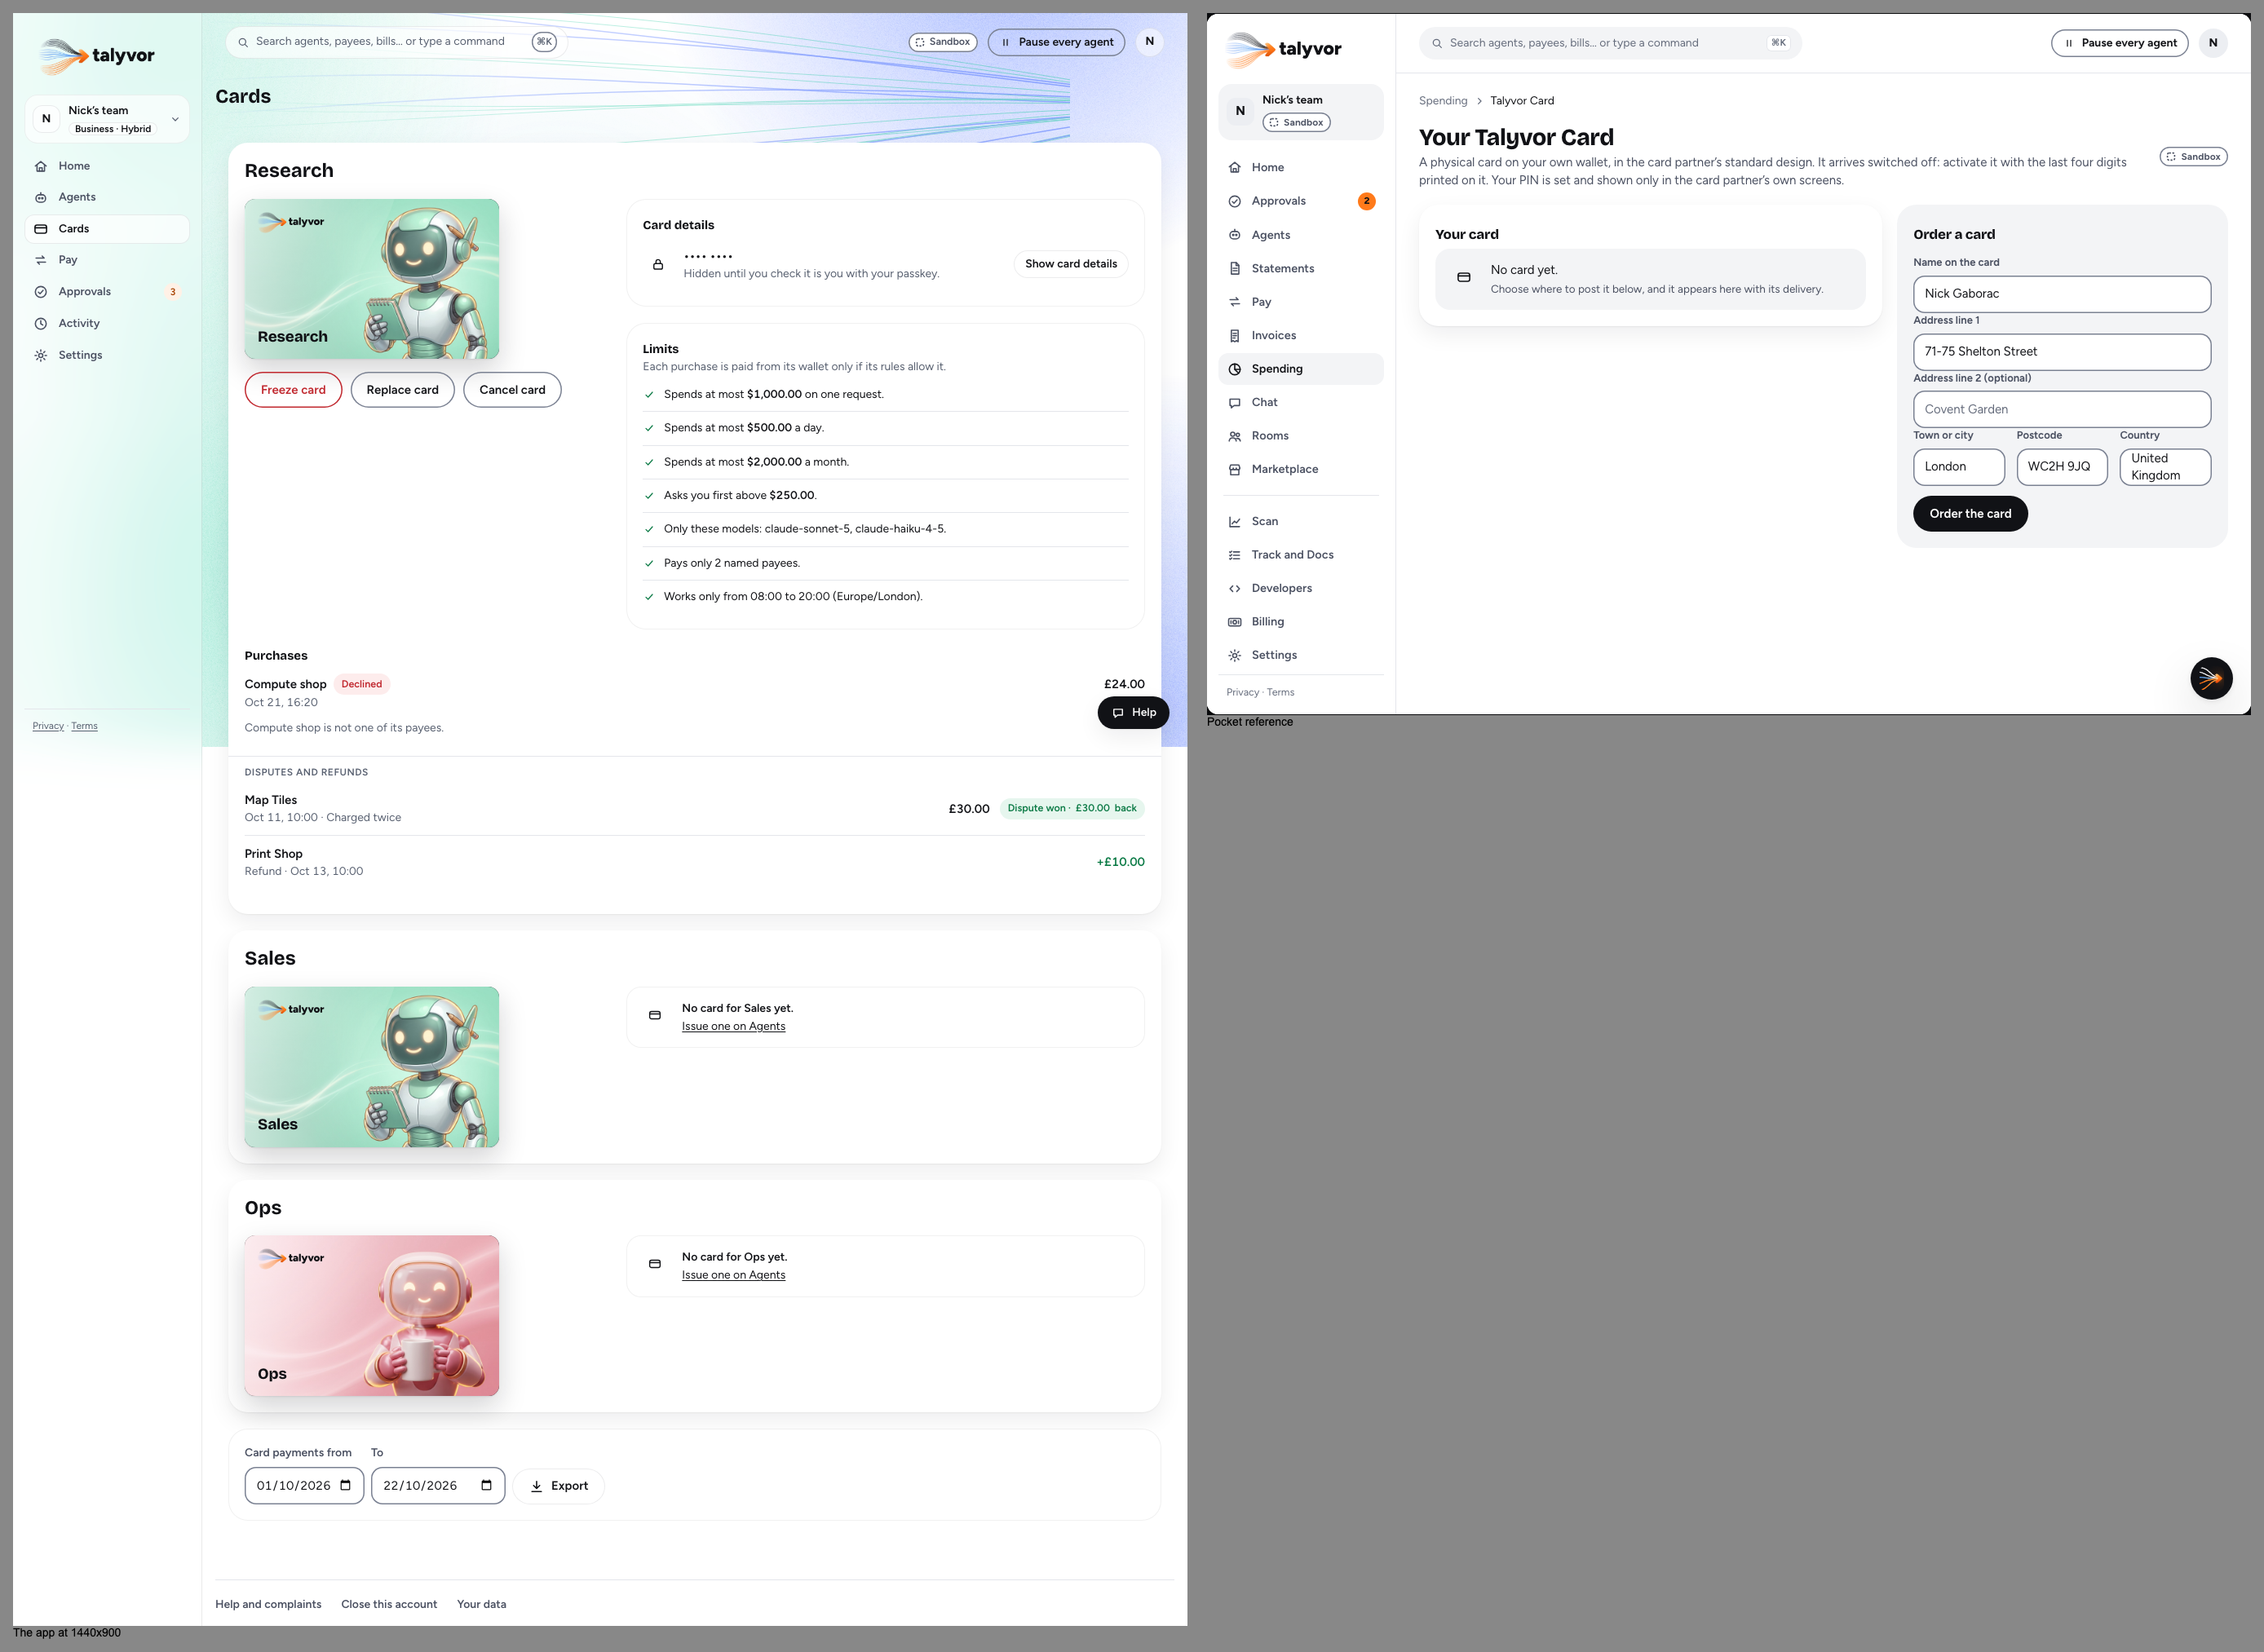 talyvor
Search agents, payees, bills... or type a command
⌘K
Sandbox
Pause every agent
N
N
Nick's team
Business · Hybrid
Home
Agents
Cards
Pay
Approvals
3
Activity
Settings
Privacy · Terms
Cards
Research
talyvor
Research
Freeze card
Replace card
Cancel card
Card details
•••• ••••
Hidden until you check it is you with your passkey.
Show card details
Limits
Each purchase is paid from its wallet only if its rules allow it.
Spends at most $1,000.00 on one request.
Spends at most $500.00 a day.
Spends at most $2,000.00 a month.
Asks you first above $250.00.
Only these models: claude-sonnet-5, claude-haiku-4-5.
Pays only 2 named payees.
Works only from 08:00 to 20:00 (Europe/London).
Purchases
Compute shop
Declined
£24.00
Oct 21, 16:20
Compute shop is not one of its payees.
Help
DISPUTES AND REFUNDS
Map Tiles
Oct 11, 10:00 · Charged twice
£30.00
Dispute won · £30.00 back
Print Shop
Refund · Oct 13, 10:00
+£10.00
Sales
talyvor
Sales
No card for Sales yet.
Issue one on Agents
Ops
talyvor
Ops
No card for Ops yet.
Issue one on Agents
Card payments from
To
01/10/2026
22/10/2026
Export
Help and complaints
Close this account
Your data
The app at 1440x900
talyvor
Search agents, payees, bills... or type a command
⌘K
Pause every agent
N
N
Nick's team
Sandbox
Home
Approvals
2
Agents
Statements
Pay
Invoices
Spending
Chat
Rooms
Marketplace
Scan
Track and Docs
Developers
Billing
Settings
Privacy · Terms
Spending
Talyvor Card
Your Talyvor Card
A physical card on your own wallet, in the card partner's standard design. It arrives switched off: activate it with the last four digits
printed on it. Your PIN is set and shown only in the card partner's own screens.
Sandbox
Your card
No card yet.
Choose where to post it below, and it appears here with its delivery.
Order a card
Name on the card
Nick Gaborac
Address line 1
71-75 Shelton Street
Address line 2 (optional)
Covent Garden
Town or city
Postcode
Country
London
WC2H 9JQ
United
Kingdom
Order the card
Pocket reference